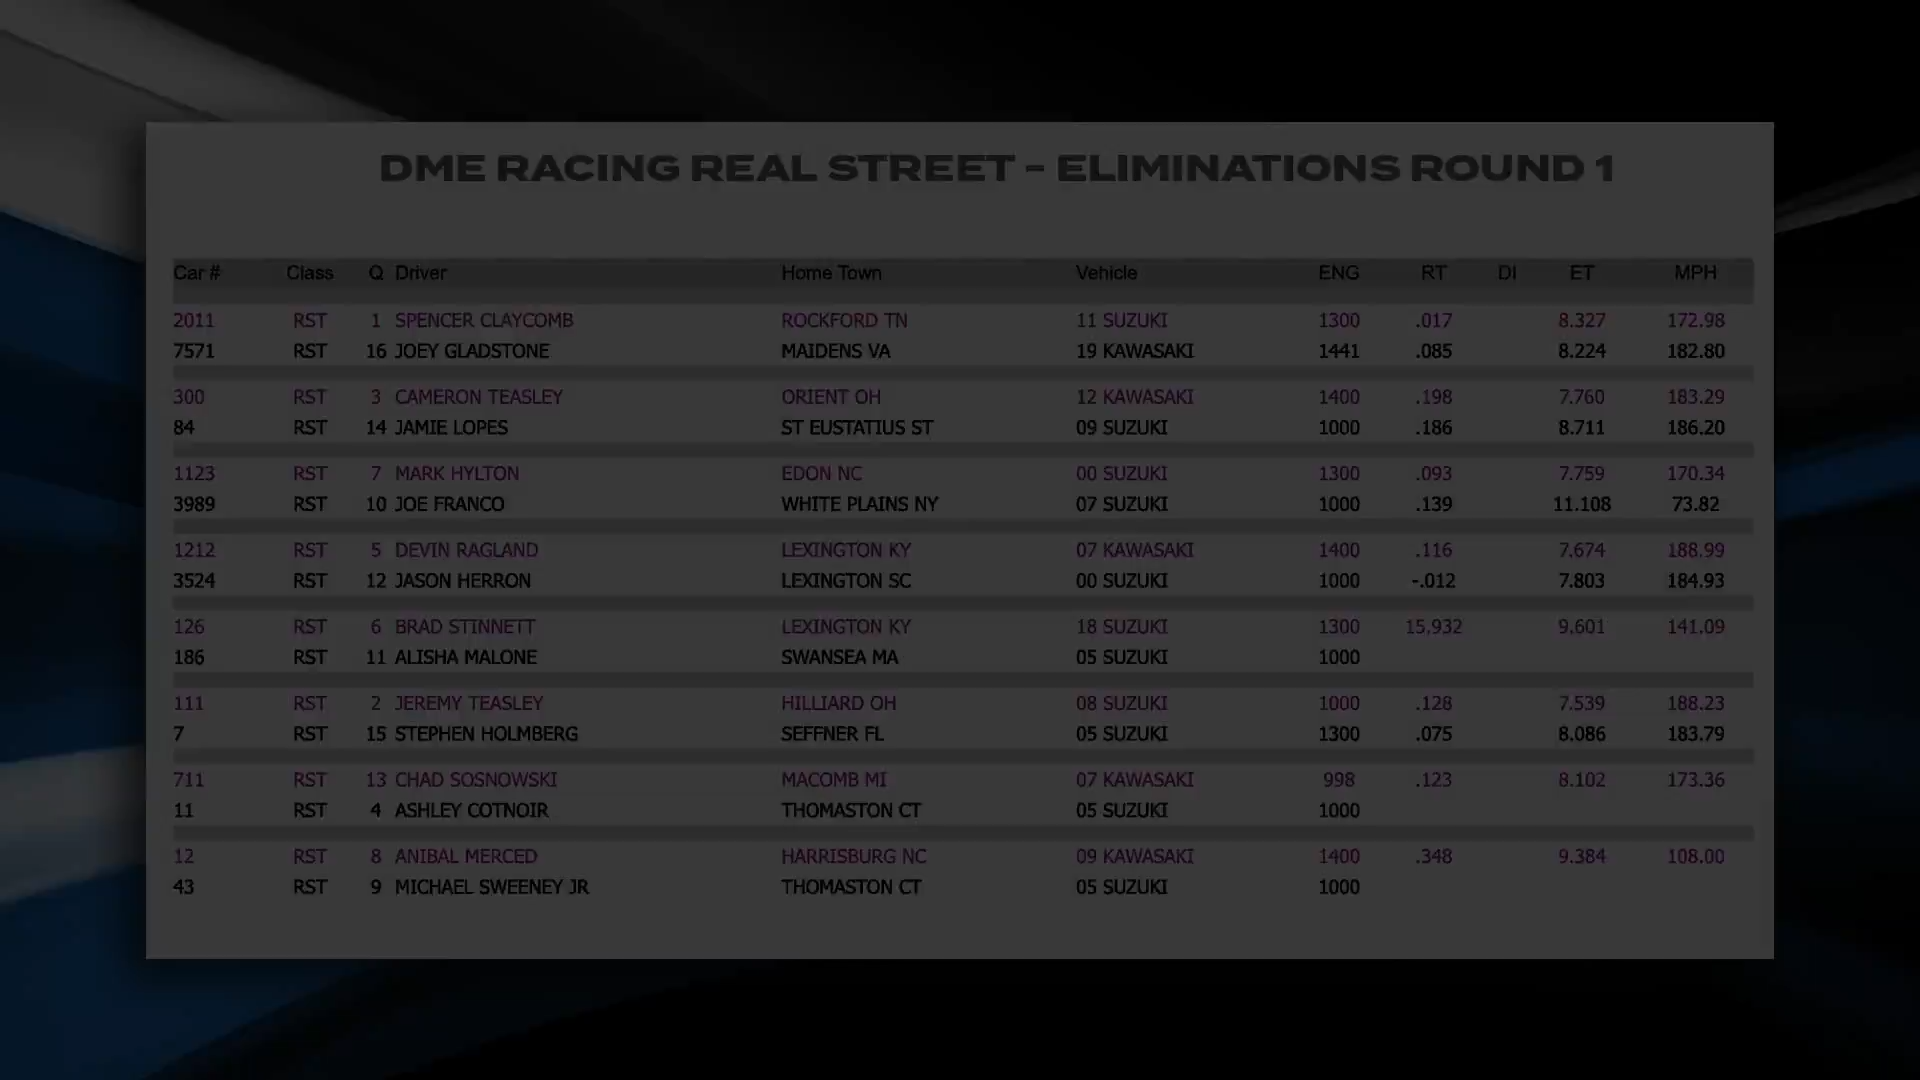 DME RACING REAL STREET - ELIMINATIONS ROUND 1
Car # Class Q Driver Home Town Vehicle ENG RT DI ET MPH
2011 RST 1 SPENCER CLAYCOMB ROCKFORD TN 11 SUZUKI 1300 .017 8.327 172.98
7571 RST 16 JOEY GLADSTONE MAIDENS VA 19 KAWASAKI 1441 .085 8.224 182.80
300 RST 3 CAMERON TEASLEY ORIENT OH 12 KAWASAKI 1400 .198 7.760 183.29
84 RST 14 JAMIE LOPES ST EUSTATIUS ST 09 SUZUKI 1000 .186 8.711 186.20
1123 RST 7 MARK HYLTON EDON NC 00 SUZUKI 1300 .093 7.759 170.34
3989 RST 10 JOE FRANCO WHITE PLAINS NY 07 SUZUKI 1000 .139 11.108 73.82
1212 RST 5 DEVIN RAGLAND LEXINGTON KY 07 KAWASAKI 1400 .116 7.674 188.99
3524 RST 12 JASON HERRON LEXINGTON SC 00 SUZUKI 1000 -.012 7.803 184.93
126 RST 6 BRAD STINNETT LEXINGTON KY 18 SUZUKI 1300 15,932 9.601 141.09
186 RST 11 ALISHA MALONE SWANSEA MA 05 SUZUKI 1000
111 RST 2 JEREMY TEASLEY HILLIARD OH 08 SUZUKI 1000 .128 7.539 188.23
7 RST 15 STEPHEN HOLMBERG SEFFNER FL 05 SUZUKI 1300 .075 8.086 183.79
711 RST 13 CHAD SOSNOWSKI MACOMB MI 07 KAWASAKI 998 .123 8.102 173.36
11 RST 4 ASHLEY COTNOIR THOMASTON CT 05 SUZUKI 1000
12 RST 8 ANIBAL MERCED HARRISBURG NC 09 KAWASAKI 1400 .348 9.384 108.00
43 RST 9 MICHAEL SWEENEY JR THOMASTON CT 05 SUZUKI 1000